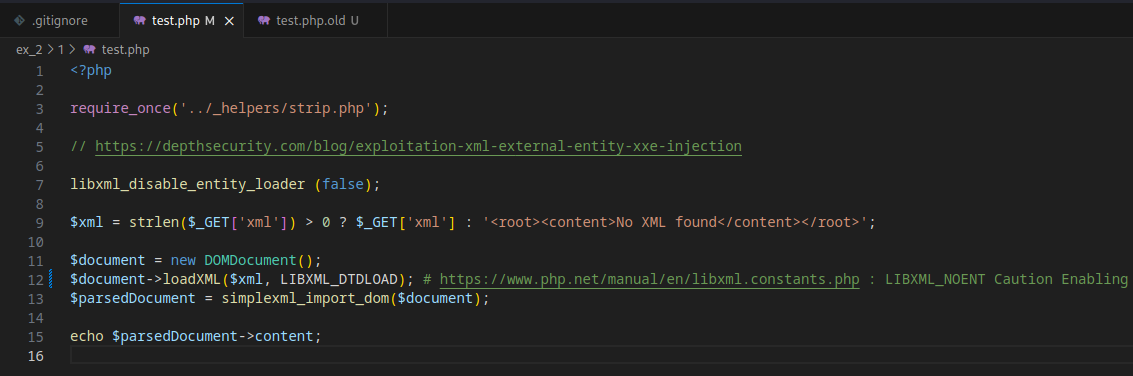 .gitignore test.php M × test.php.old U
ex_2 > 1 > test.php
1 <?php
2
3 require_once('../_helpers/strip.php');
4
5 // https://depthsecurity.com/blog/exploitation-xml-external-entity-xxe-injection
6
7 libxml_disable_entity_loader (false);
8
9 $xml = strlen($_GET['xml']) > 0 ? $_GET['xml'] : '<root><content>No XML found</content></root>';
10
11 $document = new DOMDocument();
12 $document->loadXML($xml, LIBXML_DTDLOAD); # https://www.php.net/manual/en/libxml.constants.php : LIBXML_NOENT Caution Enabling
13 $parsedDocument = simplexml_import_dom($document);
14
15 echo $parsedDocument->content;
16